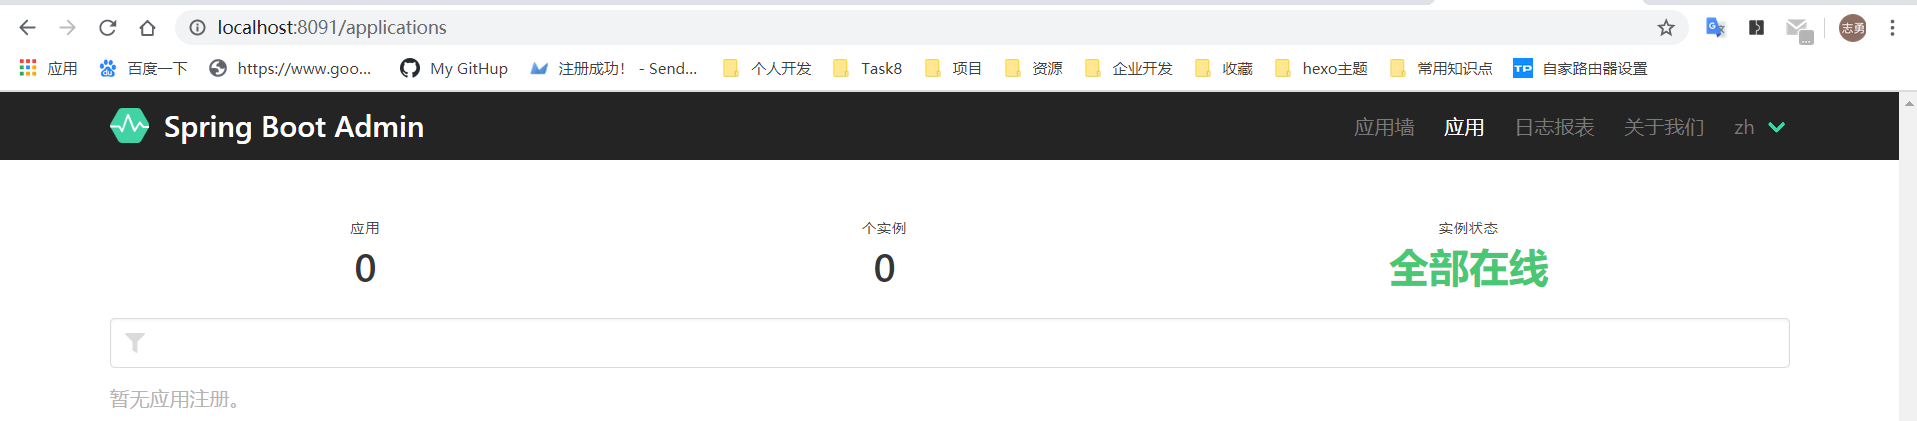 localhost:8091/applications
志勇
应用 百度一下 https://www.goo... My GitHup 注册成功！ - Send... 个人开发 Task8 项目 资源 企业开发 收藏 hexo主题 常用知识点 TP 自家路由器设置
Spring Boot Admin 应用墙 应用 日志报表 关于我们 zh
应用 个实例 实例状态
0 0 全部在线
暂无应用注册。